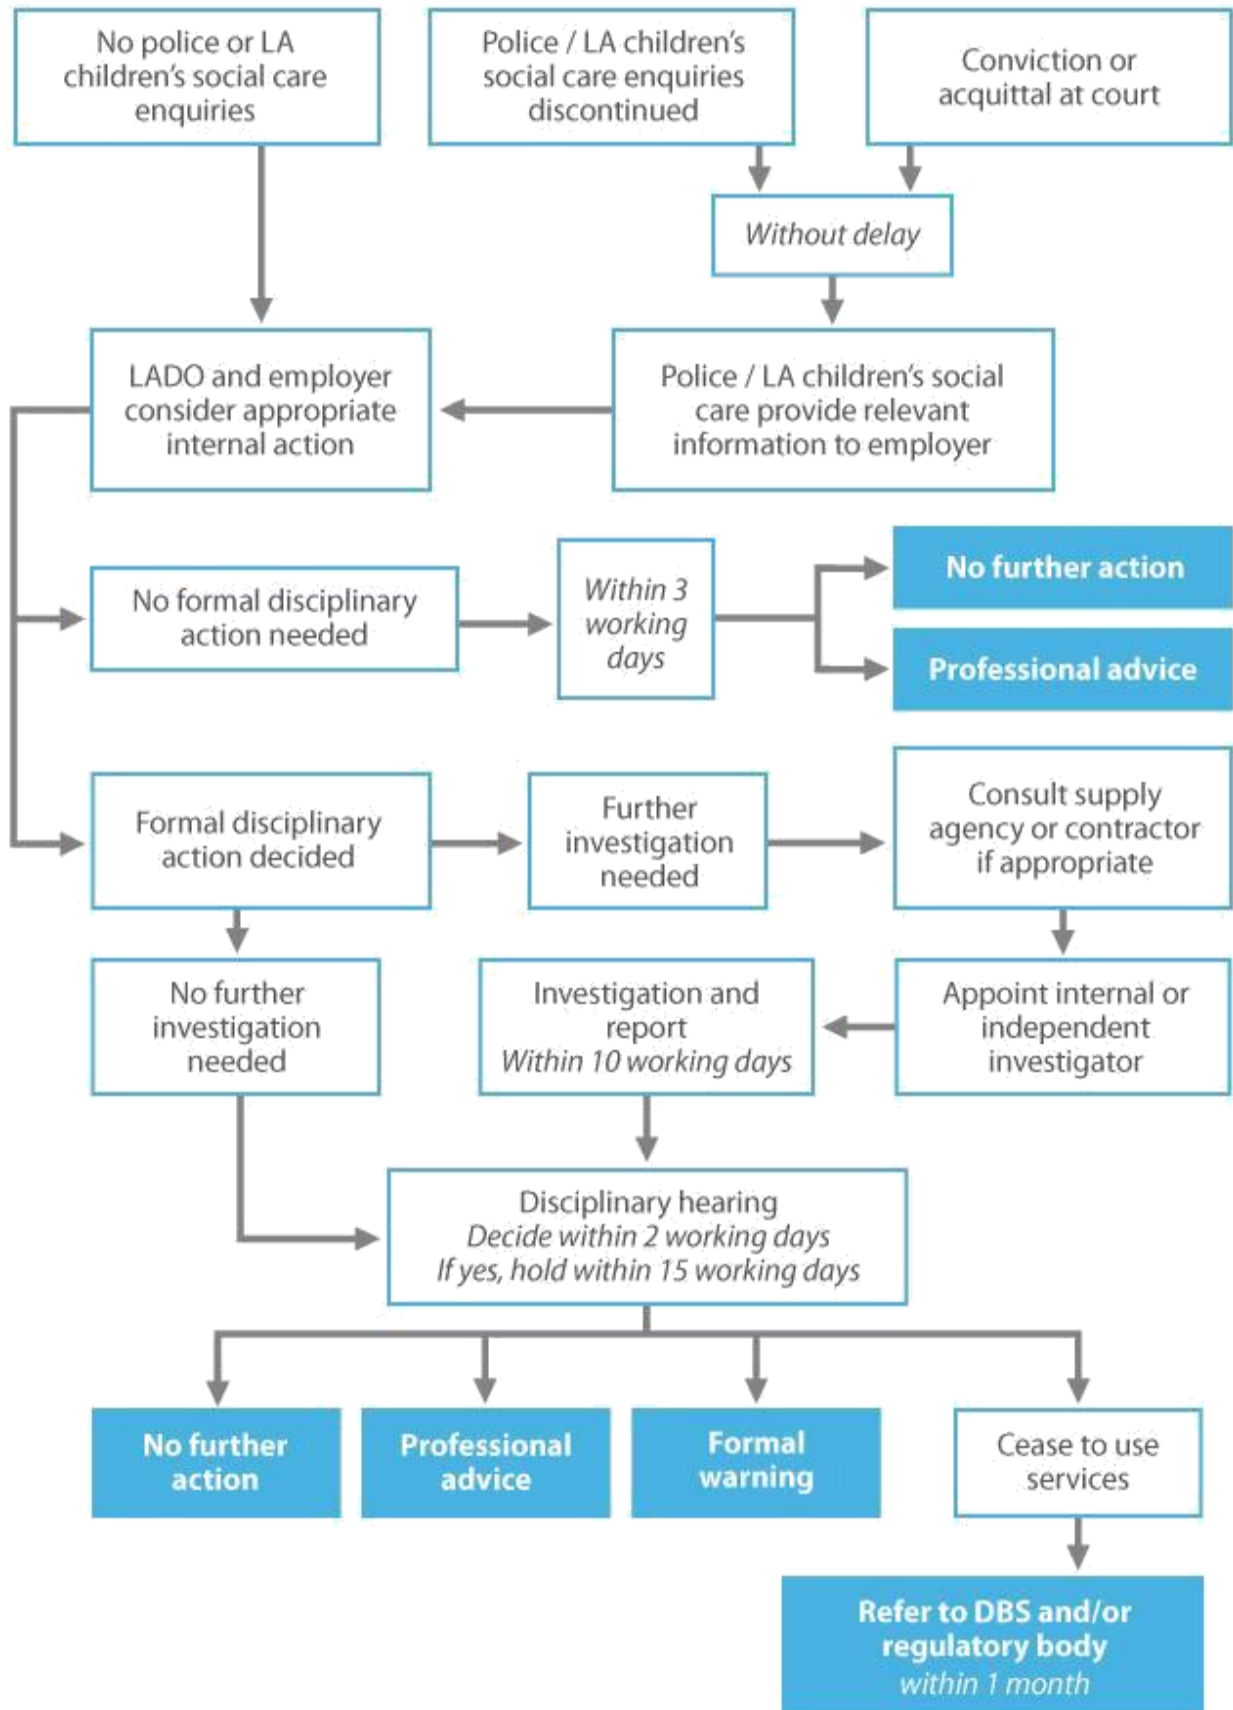 No police or LA
children’s social care
enquiries
Police / LA children’s
social care enquiries
discontinued
Conviction or
acquittal at court
Without delay
LADO and employer
consider appropriate
internal action
Police / LA children’s social
care provide relevant
information to employer
No formal disciplinary
action needed
Within 3
working
days
No further action
Professional advice
Formal disciplinary
action decided
Further
investigation
needed
Consult supply
agency or contractor
if appropriate
No further
investigation
needed
Investigation and
report
Within 10 working days
Appoint internal or
independent
investigator
Disciplinary hearing
Decide within 2 working days
If yes, hold within 15 working days
No further
action
Professional
advice
Formal
warning
Cease to use
services
Refer to DBS and/or
regulatory body
within 1 month